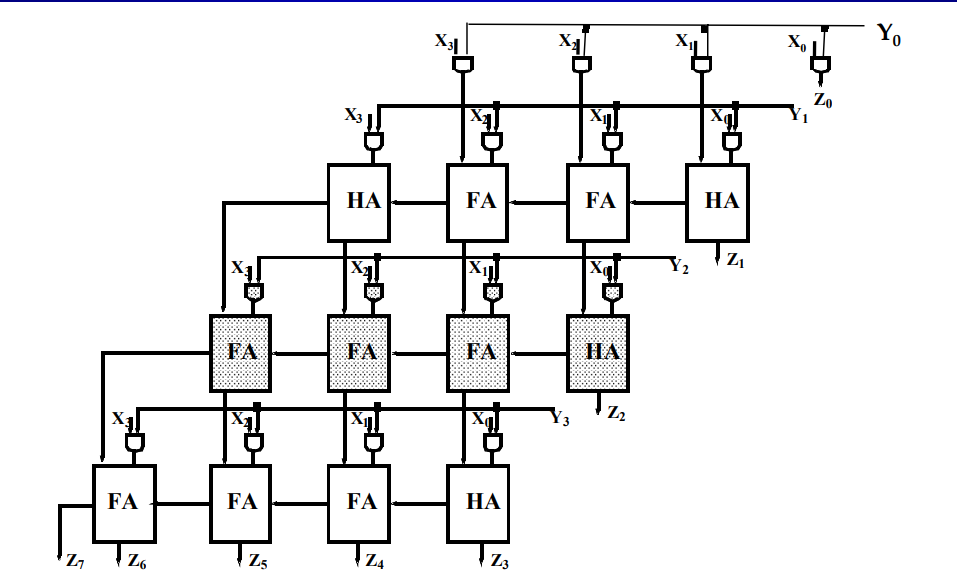 X₃ X₂ X₁ X₀ Y₀
Z₀
X₃ X₂ X₁ X₀ Y₁
HA FA FA HA
Z₁
X₃ X₂ X₁ X₀ Y₂
FA FA FA HA
Z₂
X₃ X₂ X₁ X₀ Y₃
FA FA FA HA
Z₇ Z₆ Z₅ Z₄ Z₃